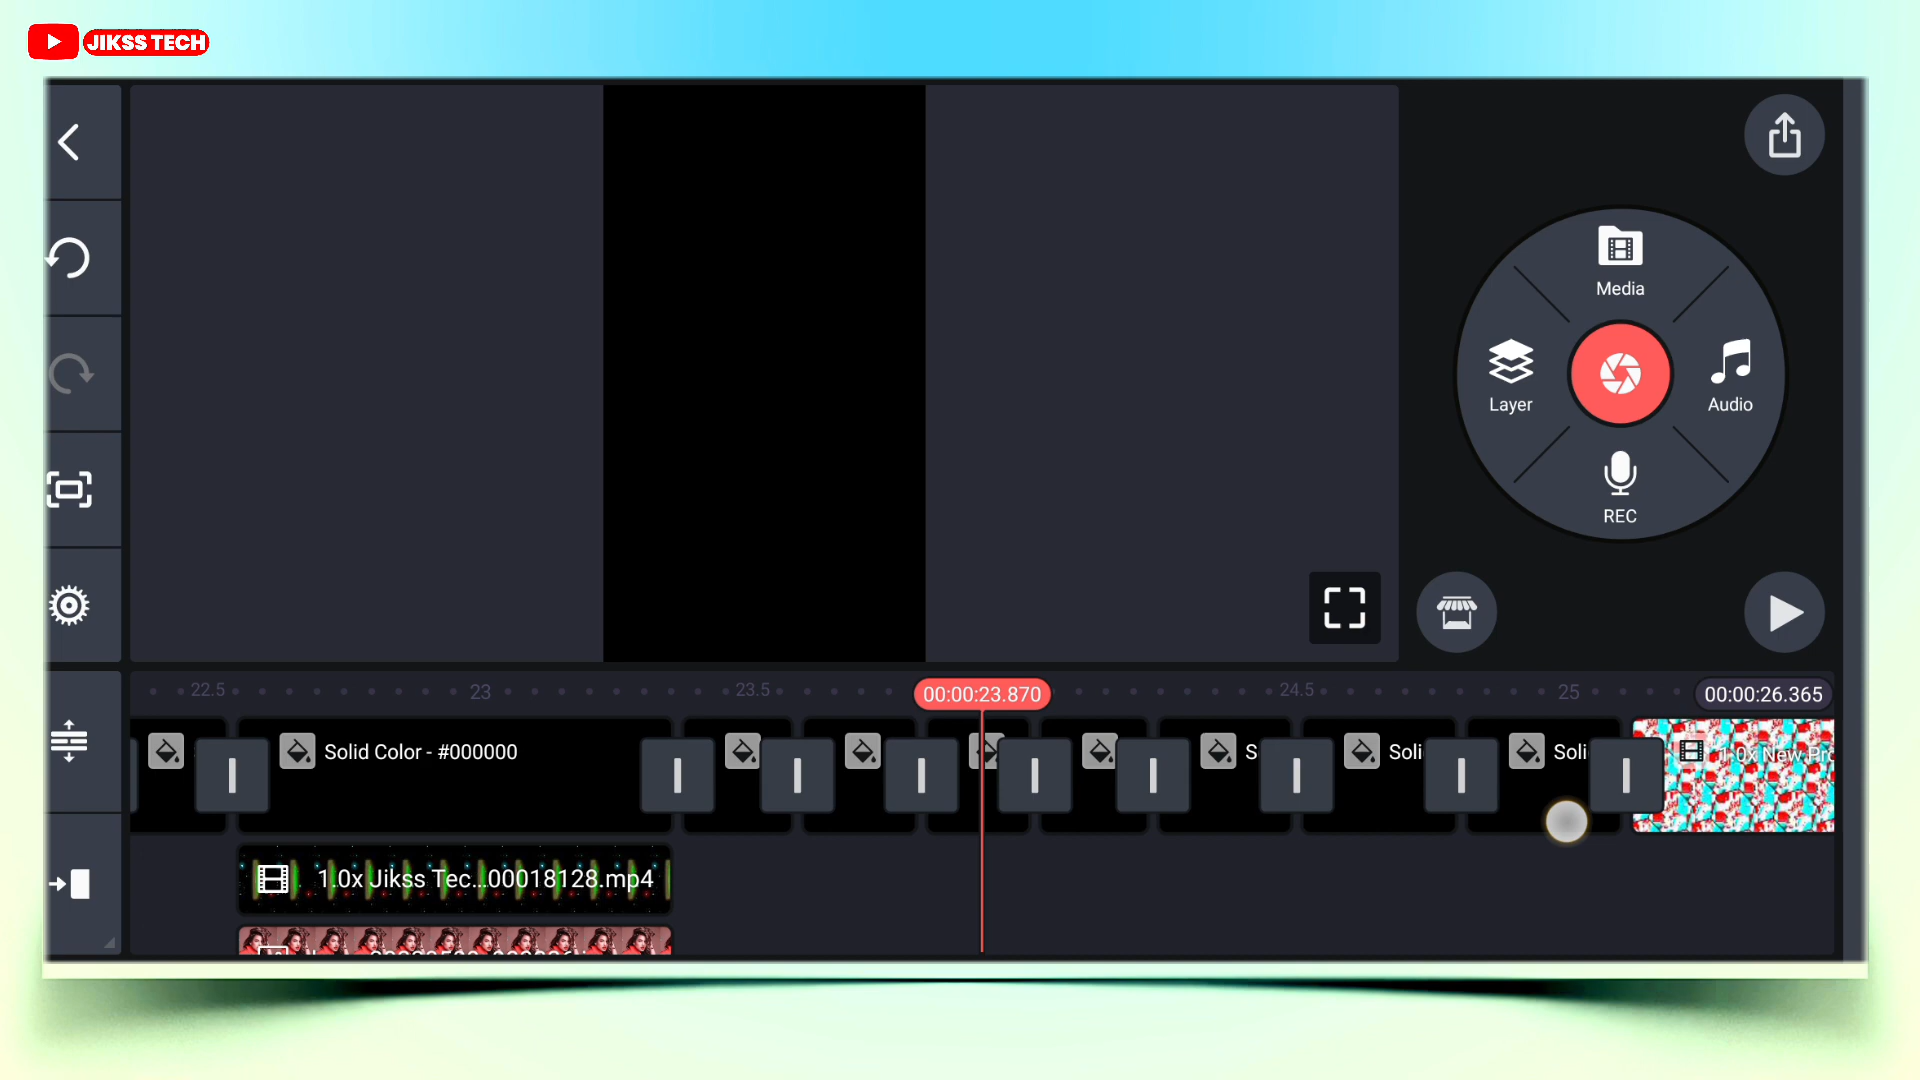 JIKSS TECH
Media
Layer
Audio
REC
22.5
23
23.5
00:00:23.870
24.5
25
00:00:26.365
Solid Color - #000000
S
Soli
Soli
1.0x New Pro
1.0x Jikss Tec...00018128.mp4